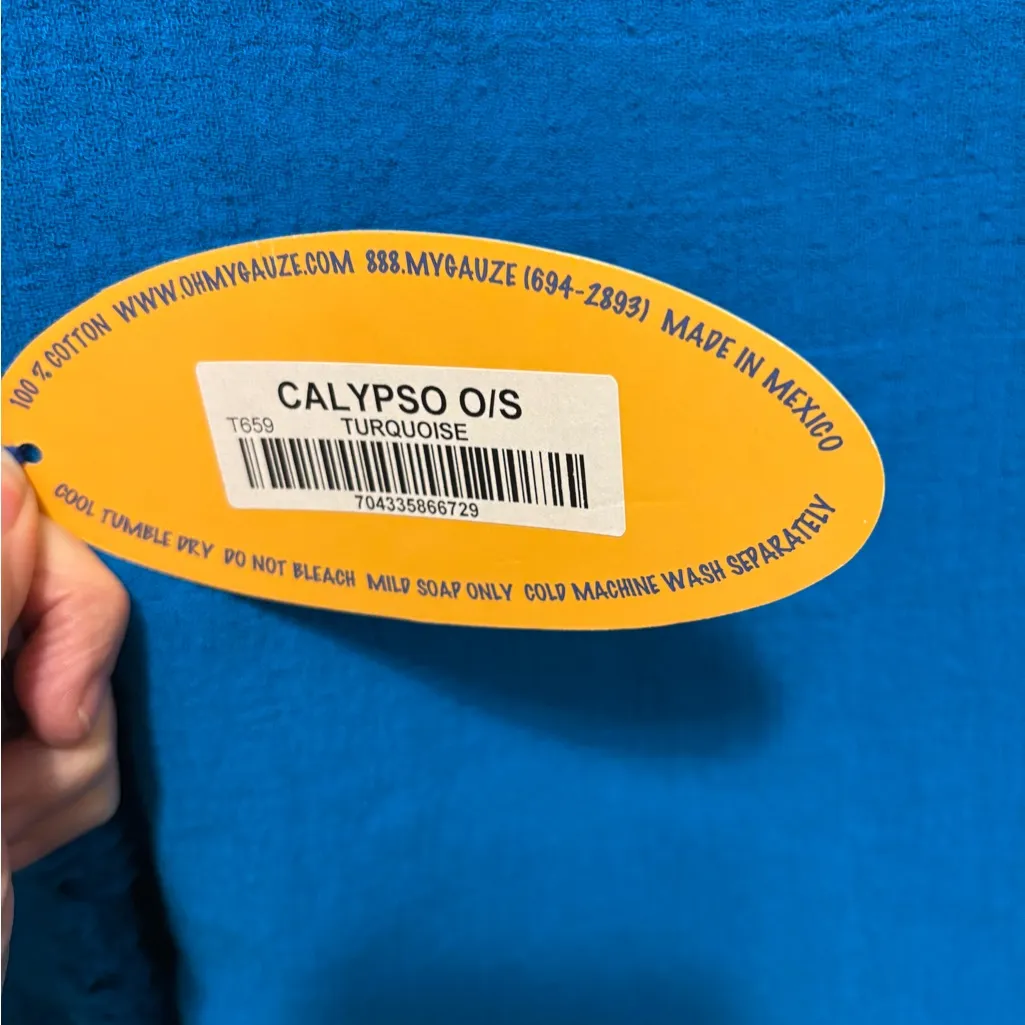 100 % COTTON WWW.OHMYGAUZE.COM 888.MYGAUZE (694-2893) MADE IN MEXICO
CALYPSO O/S
T659 TURQUOISE
704335866729
COOL TUMBLE DRY DO NOT BLEACH MILD SOAP ONLY COLD MACHINE WASH SEPARATELY